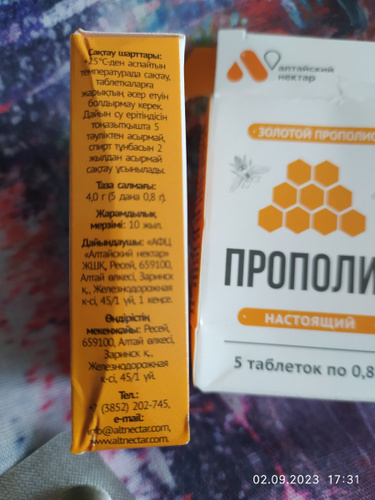 Сақтау шарттары:
+25°С-ден аспайтын
температурада сақтау,
таблеткаларға
жарықтың әсер етуін
болдырмау керек.
Дайын су ерітіндісін
тоңазытқышта 5
тәуліктен асырмай,
спирт тұнбасын 2
жылдан асырмай
сақтау ұсынылады.
Таза салмағы:
4,0 г (5 дана 0,8 г).
Жарамдылық
мерзімі: 10 жыл.
Дайындаушы: «АФЦ
«Алтайский нектар»
ЖШҚ, Ресей, 659100,
Алтай өлкесі, Заринск
қ., Железнодорожная
к-сі, 45/1 үй, 1 кеңсе.
Өндірістің
мекенжайы: Ресей,
659100, Алтай өлкесі,
Заринск қ.,
Железнодорожная
к-сі, 45/1 үй.
Тел.:
+7 (3852) 202-745,
e-mail:
info@altnectar.com,
www.altnectar.com.
алтайский
нектар
ЗОЛОТОЙ ПРОПОЛИС
ПРОПОЛИ
НАСТОЯЩИЙ
5 таблеток по 0,8
02.09.2023 17:31